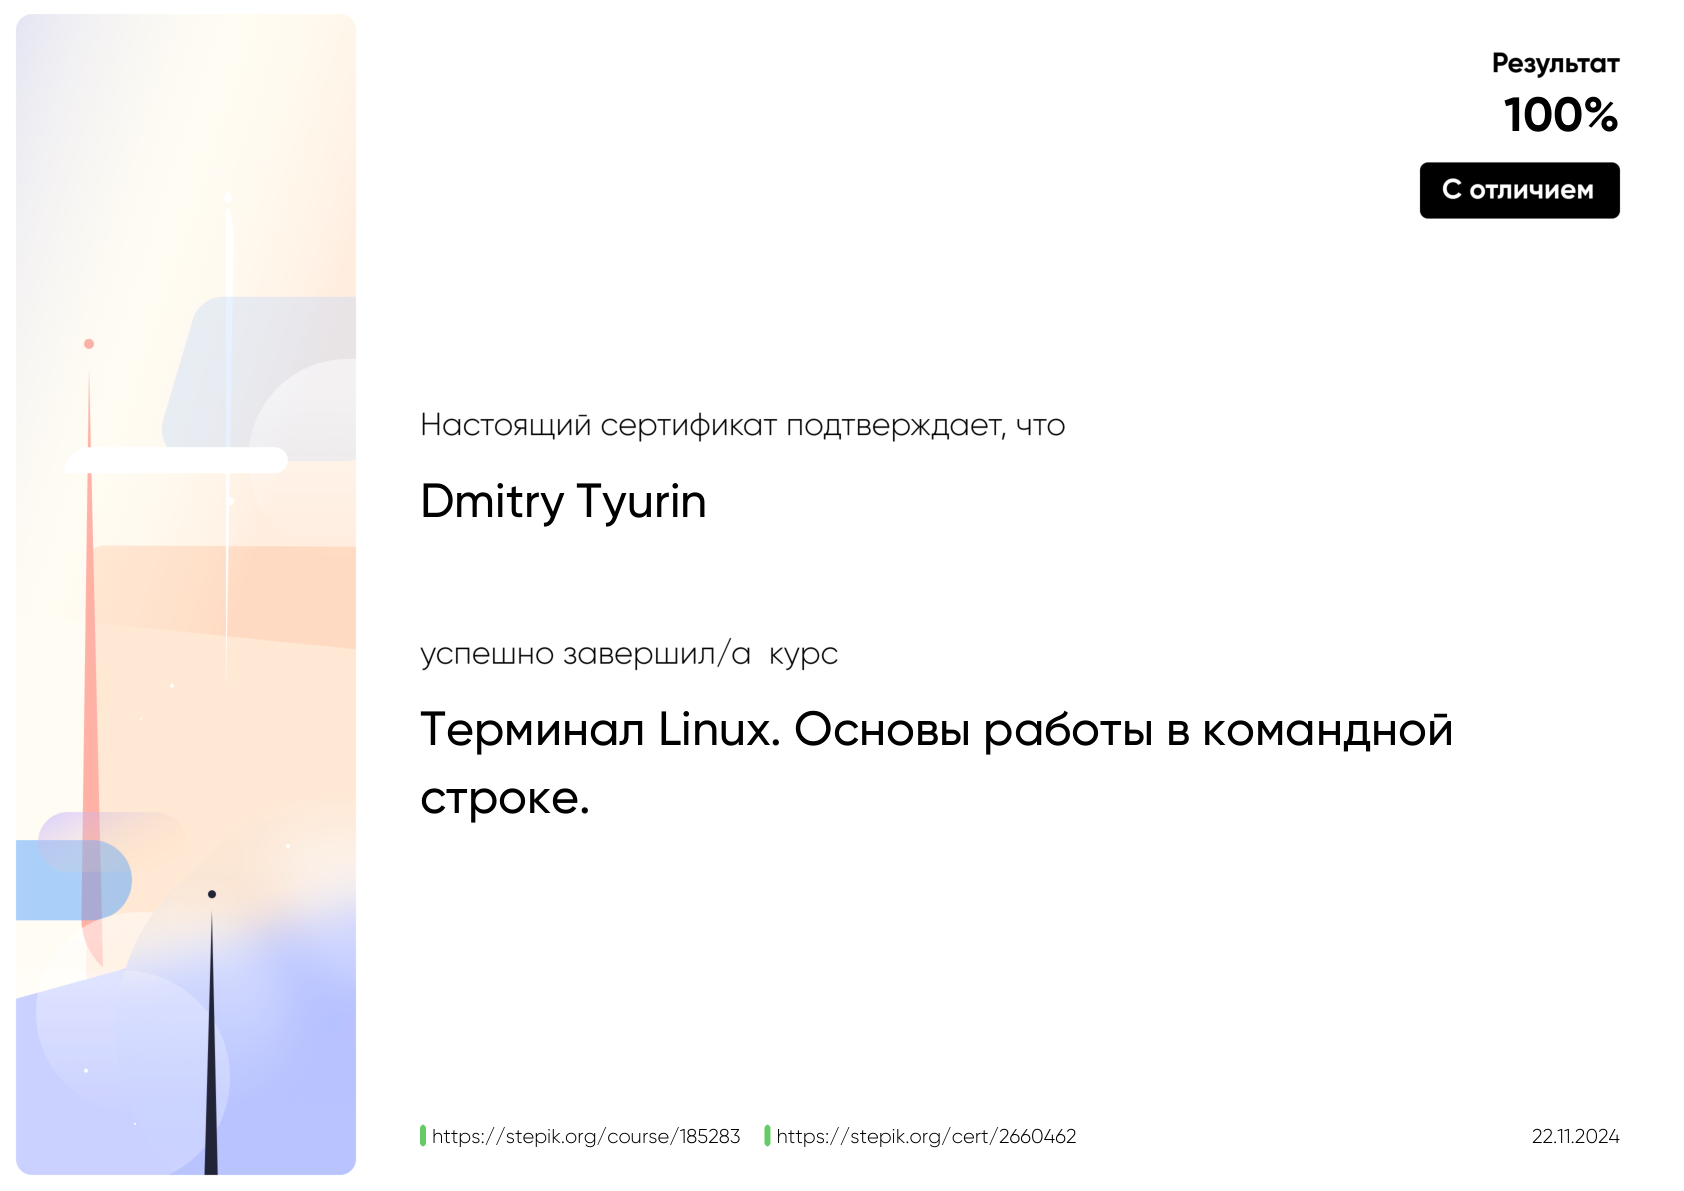 Результат
100%
С отличием
Настоящий сертификат подтверждает, что
Dmitry Tyurin
успешно завершил/а курс
Терминал Linux. Основы работы в командной
строке.
https://stepik.org/course/185283 https://stepik.org/cert/2660462 22.11.2024